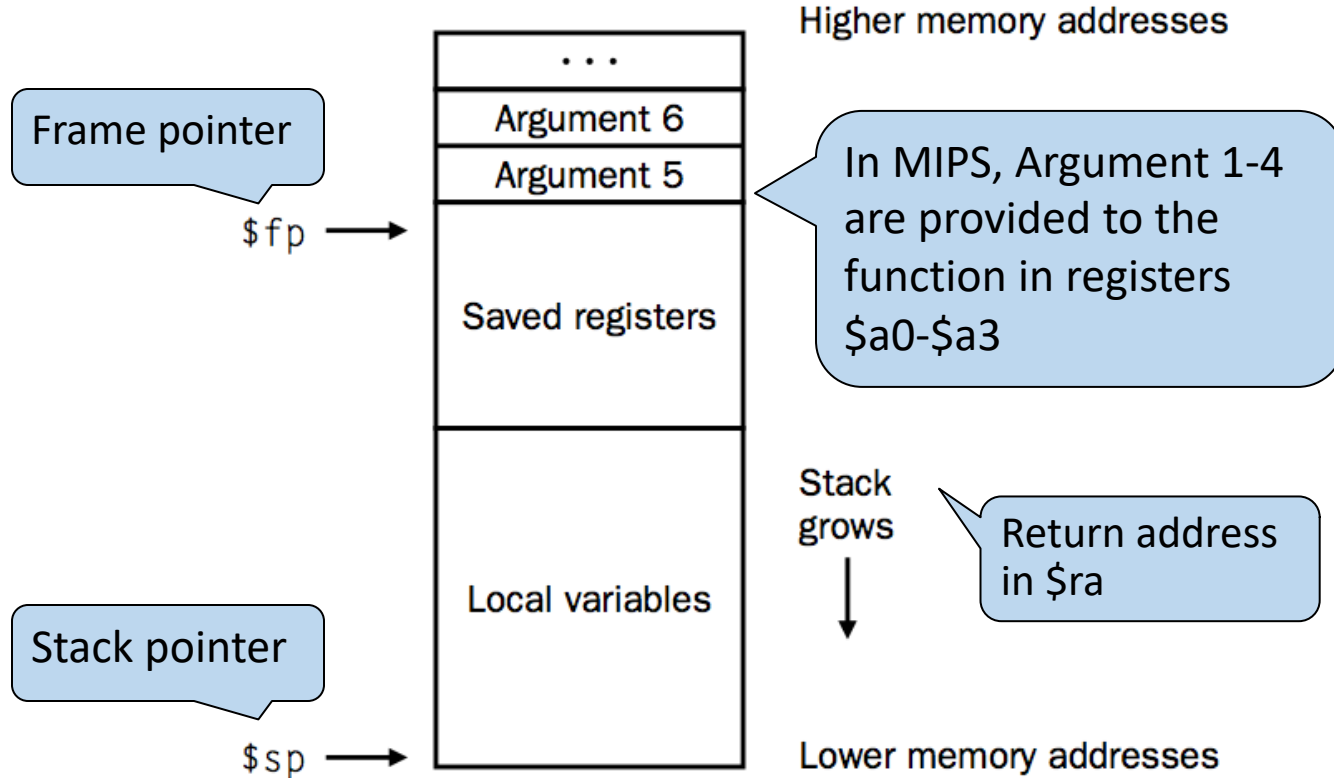 Higher memory addresses
. . .
Argument 6
Frame pointer
Argument 5
In MIPS, Argument 1-4
are provided to the
function in registers
$a0-$a3
$fp
Saved registers
Stack
grows
Return address
in $ra
Local variables
Stack pointer
$sp
Lower memory addresses